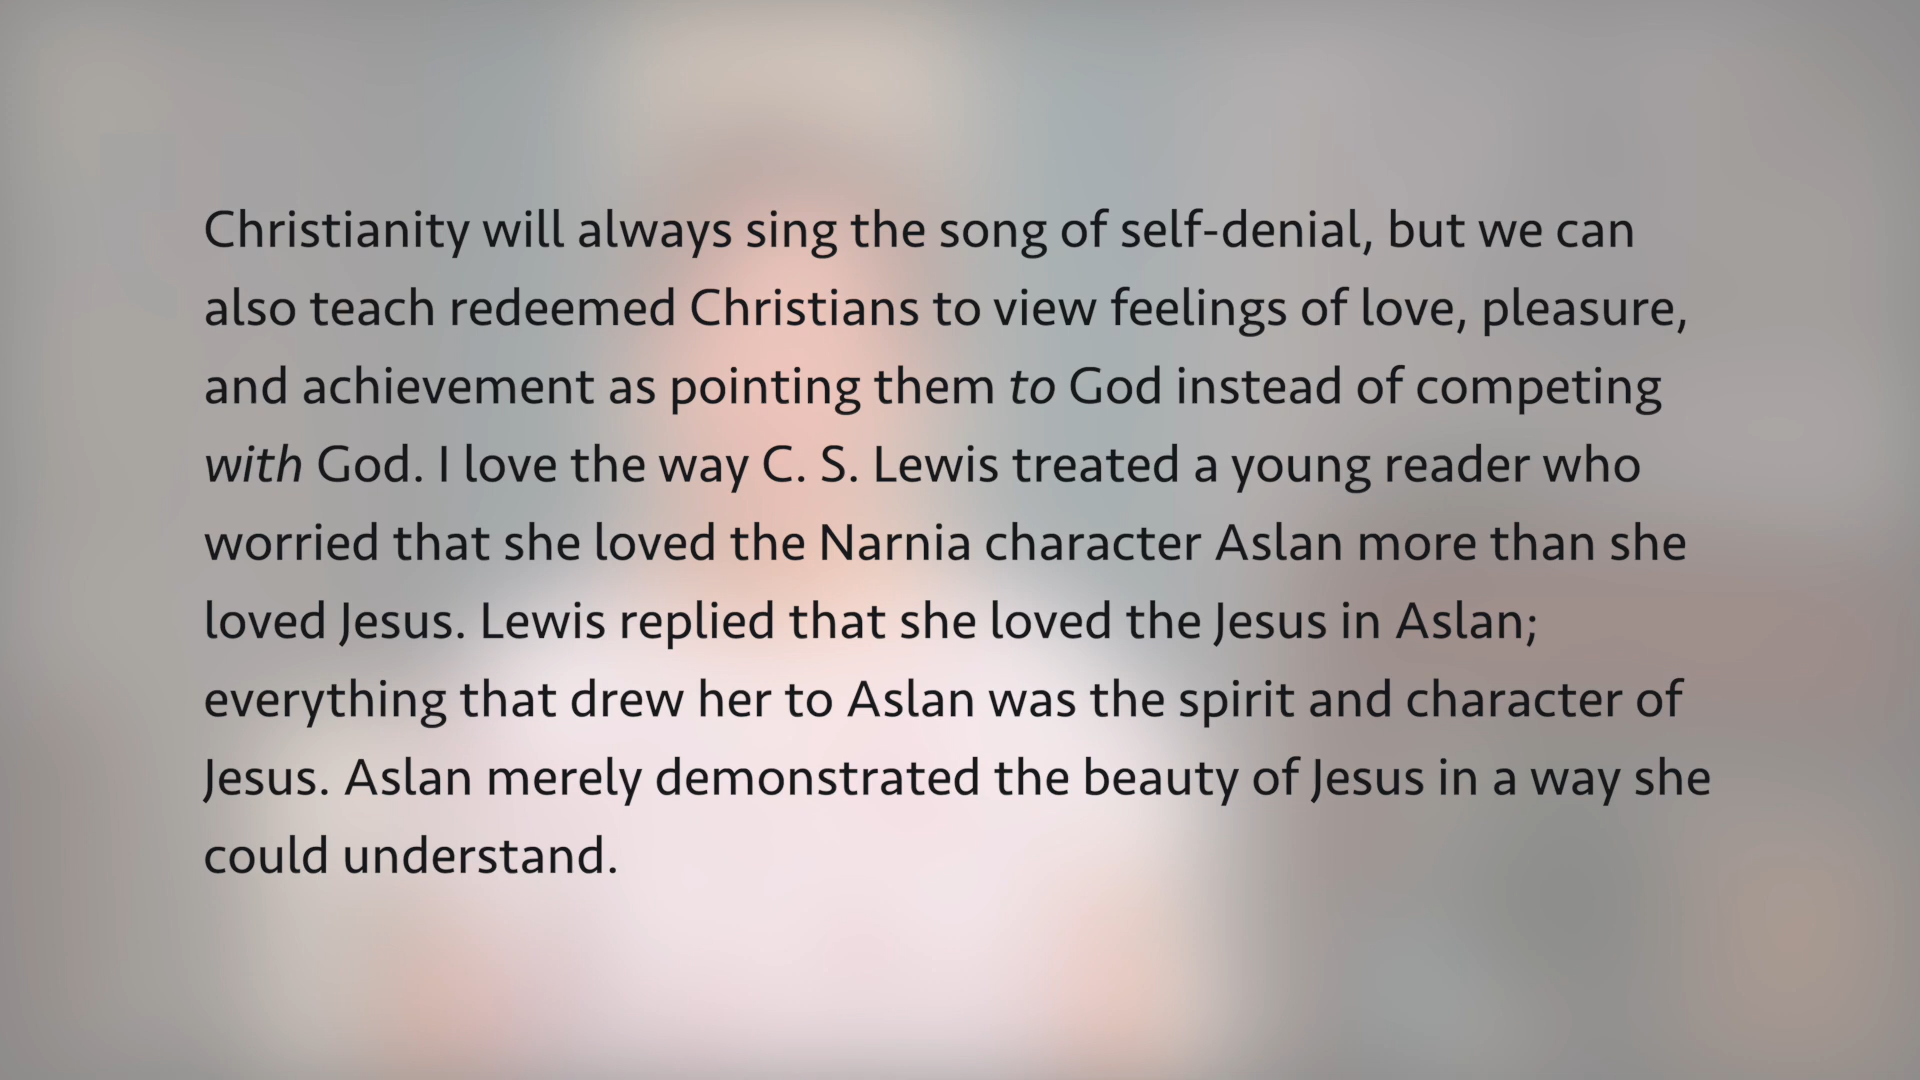 Christianity will always sing the song of self-denial, but we can
also teach redeemed Christians to view feelings of love, pleasure,
and achievement as pointing them to God instead of competing
with God. I love the way C. S. Lewis treated a young reader who
worried that she loved the Narnia character Aslan more than she
loved Jesus. Lewis replied that she loved the Jesus in Aslan;
everything that drew her to Aslan was the spirit and character of
Jesus. Aslan merely demonstrated the beauty of Jesus in a way she
could understand.